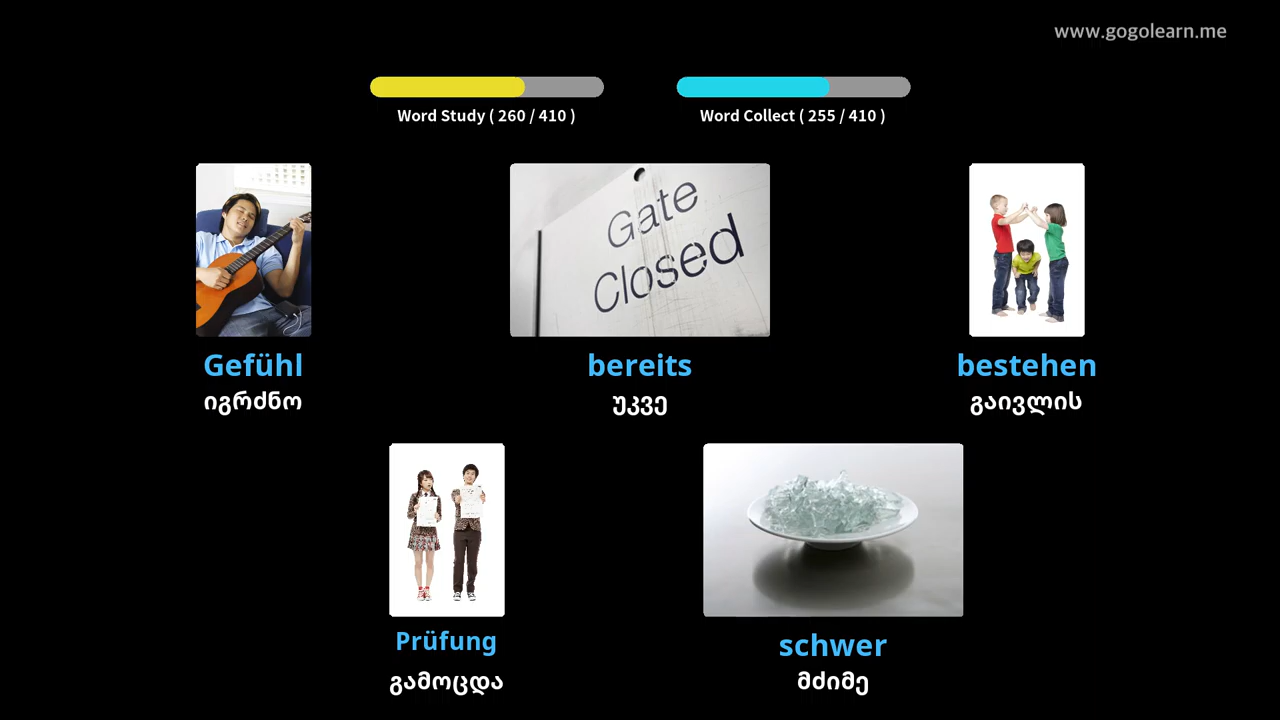 www.gogolearn.me
Word Study ( 260 / 410 )
Word Collect ( 255 / 410 )
Gate
Closed
Gefühl
იგრძნო
bereits
უკვე
bestehen
გაივლის
Prüfung
გამოცდა
schwer
მძიმე